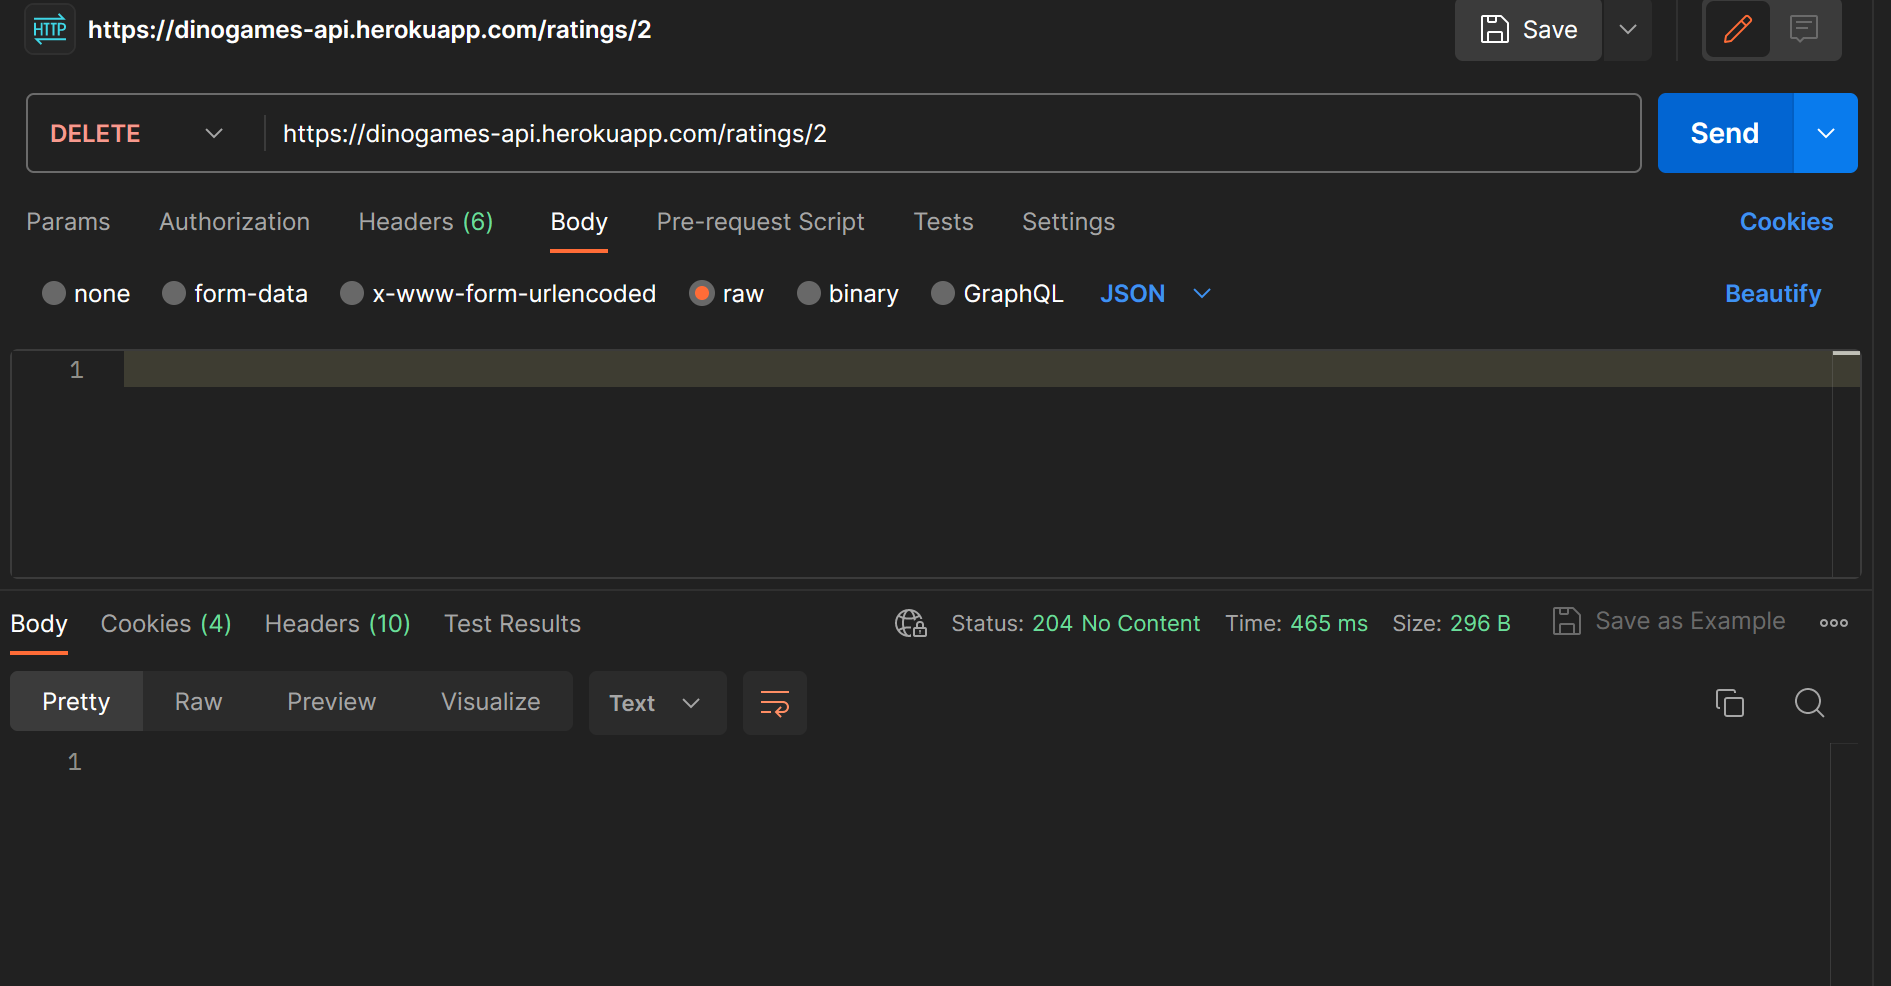 HTTP https://dinogames-api.herokuapp.com/ratings/2 Save
DELETE https://dinogames-api.herokuapp.com/ratings/2 Send
Params Authorization Headers (6) Body Pre-request Script Tests Settings Cookies
none form-data x-www-form-urlencoded raw binary GraphQL JSON Beautify
1
Body Cookies (4) Headers (10) Test Results Status: 204 No Content Time: 465 ms Size: 296 B Save as Example
Pretty Raw Preview Visualize Text
1